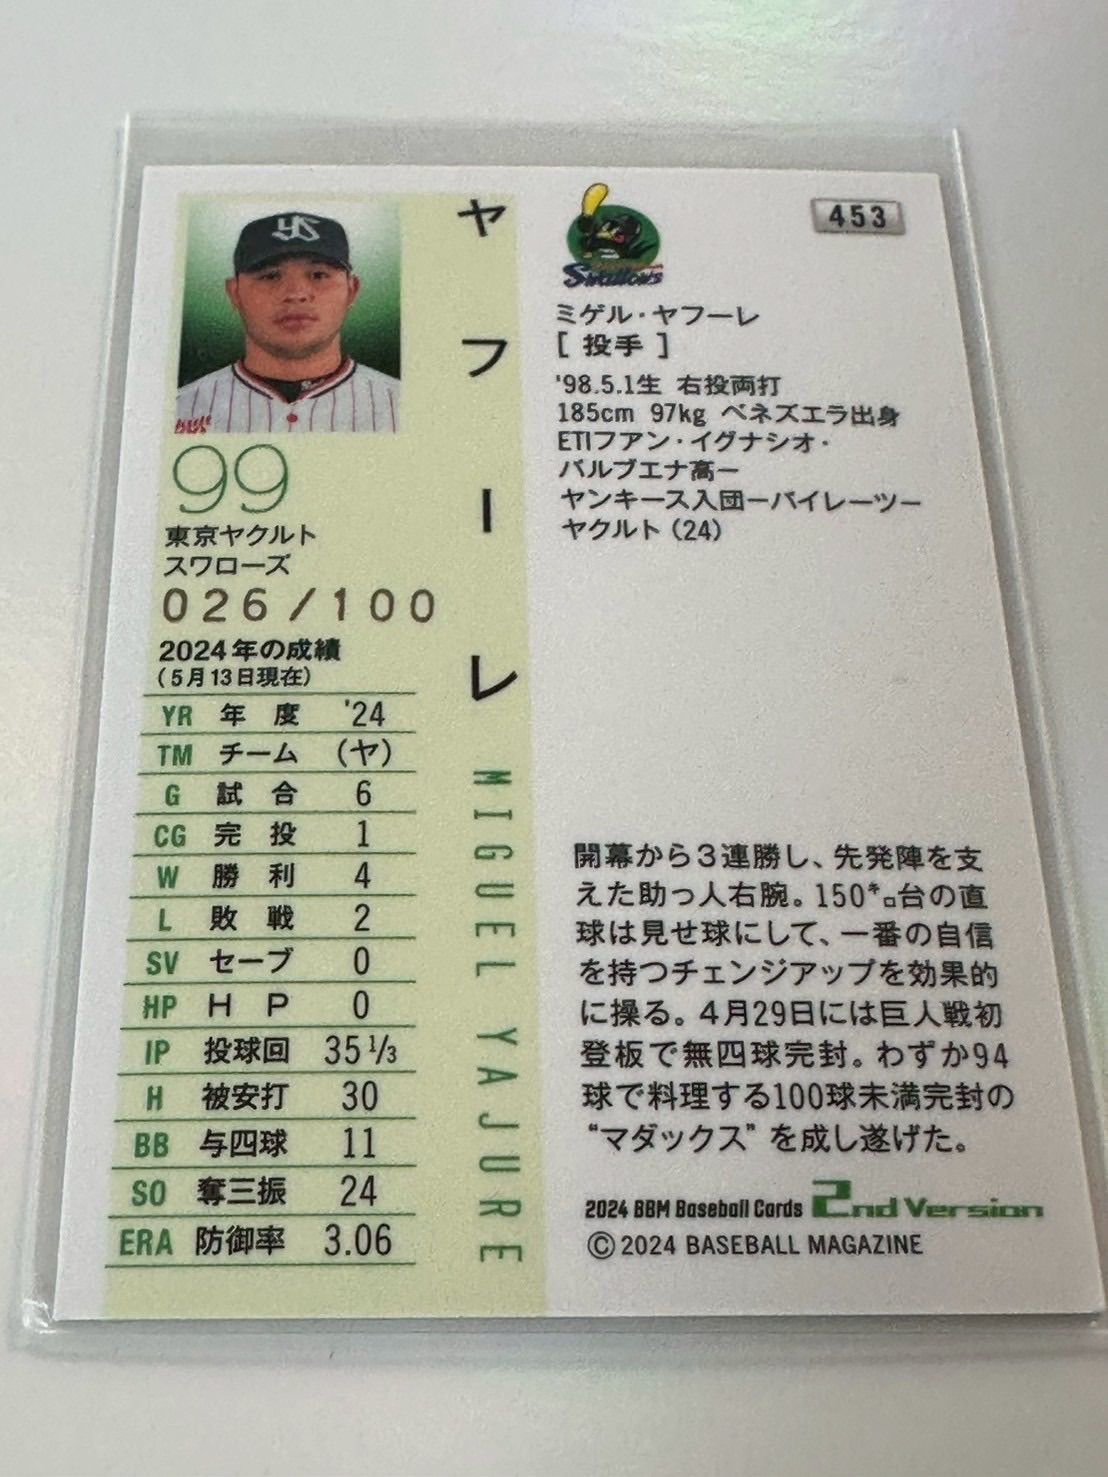 YS
99
東京ヤクルト
スワローズ
026/100
2024年の成績
(5月13日現在)
YR 年度 '24
TM チーム (ヤ)
G 試合 6
CG 完投 1
W 勝利 4
L 敗戦 2
SV セーブ 0
HP HP 0
IP 投球回 35 1/3
H 被安打 30
BB 与四球 11
SO 奪三振 24
ERA 防御率 3.06
ヤフーレ
MIGUEL YAJURE
Swallows
453
ミゲル・ヤフーレ
[ 投手 ]
'98.5.1生 右投両打
185cm 97kg ベネズエラ出身
ETIフアン・イグナシオ・
バルブエナ高ー
ヤンキース入団ーパイレーツー
ヤクルト(24)
開幕から3連勝し、先発陣を支
えた助っ人右腕。150㌔台の直
球は見せ球にして、一番の自信
を持つチェンジアップを効果的
に操る。4月29日には巨人戦初
登板で無四球完封。わずか94
球で料理する100球未満完封の
“マダックス”を成し遂げた。
2024 BBM Baseball Cards 2nd Version
©2024 BASEBALL MAGAZINE